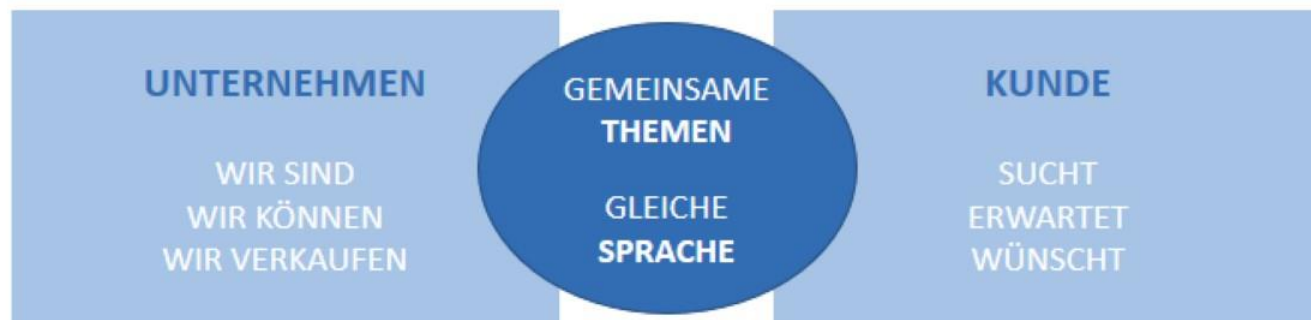 UNTERNEHMEN
WIR SIND
WIR KÖNNEN
WIR VERKAUFEN
GEMEINSAME
THEMEN
GLEICHE
SPRACHE
KUNDE
SUCHT
ERWARTET
WÜNSCHT